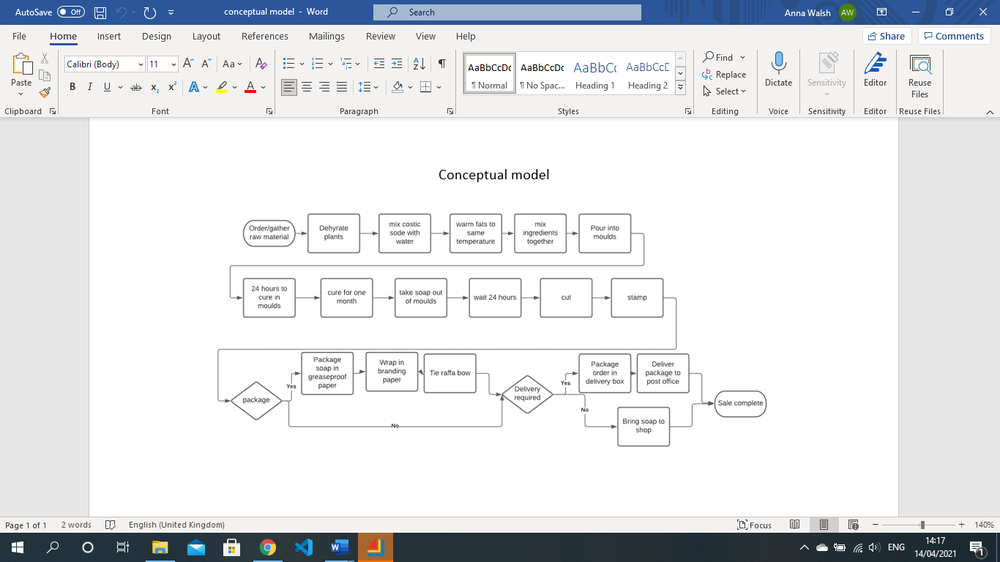 AutoSave Off
conceptual model - Word
Search
Anna Walsh AW
File Home Insert Design Layout References Mailings Review View Help
Share Comments
Calibri (Body) 11
Paste
B I U ab x₂ x²
Aa
A A
AaBbCcDc AaBbCcDc AaBbCc AaBbCcD
¶ Normal ¶ No Spac... Heading 1 Heading 2
Find
Replace
Select
Dictate
Sensitivity
Editor
Reuse
Files
Clipboard Font Paragraph Styles Editing Voice Sensitivity Editor Reuse Files
Conceptual model
Order/gather
raw material
Dehyrate
plants
mix costic
sode with
water
warm fats to
same
temperature
mix
ingredients
together
Pour into
moulds
24 hours to
cure in
moulds
cure for one
month
take soap out
of moulds
wait 24 hours
cut
stamp
package
Yes
No
Package
soap in
greaseproof
paper
Wrap in
branding
paper
Tie raffa bow
Delivery
required
Yes
No
Package
order in
delivery box
Deliver
package to
post office
Bring soap to
shop
Sale complete
Page 1 of 1 2 words English (United Kingdom)
Focus
140%
ENG
14:17
14/04/2021
1